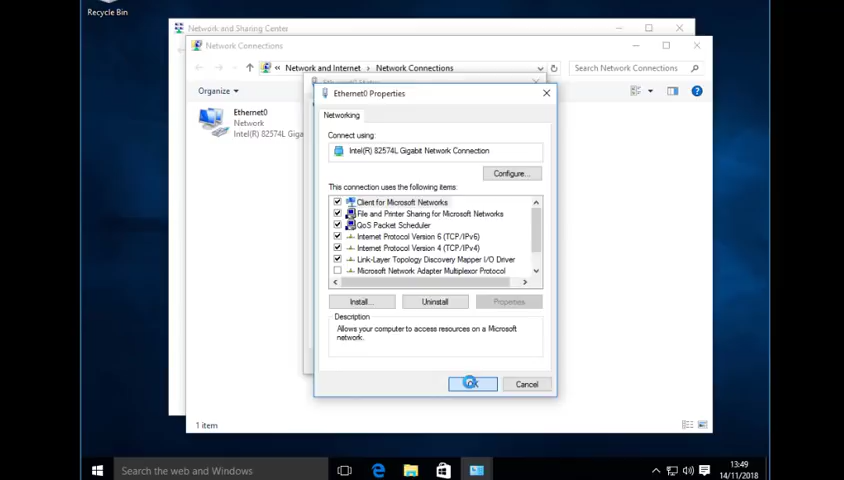 Recycle Bin
Network and Sharing Center
Network Connections
« Network and Internet > Network Connections
Search Network Connections
Organize
Ethernet0
Network
Intel(R) 82574L Giga
Ethernet0 Status
Ethernet0 Properties
Networking
Connect using:
Intel(R) 82574L Gigabit Network Connection
Configure...
This connection uses the following items:
Client for Microsoft Networks
File and Printer Sharing for Microsoft Networks
QoS Packet Scheduler
Internet Protocol Version 6 (TCP/IPv6)
Internet Protocol Version 4 (TCP/IPv4)
Link-Layer Topology Discovery Mapper I/O Driver
Microsoft Network Adapter Multiplexor Protocol
Install...
Uninstall
Properties
Description
Allows your computer to access resources on a Microsoft
network.
OK
Cancel
1 item
Search the web and Windows
13:49
14/11/2018